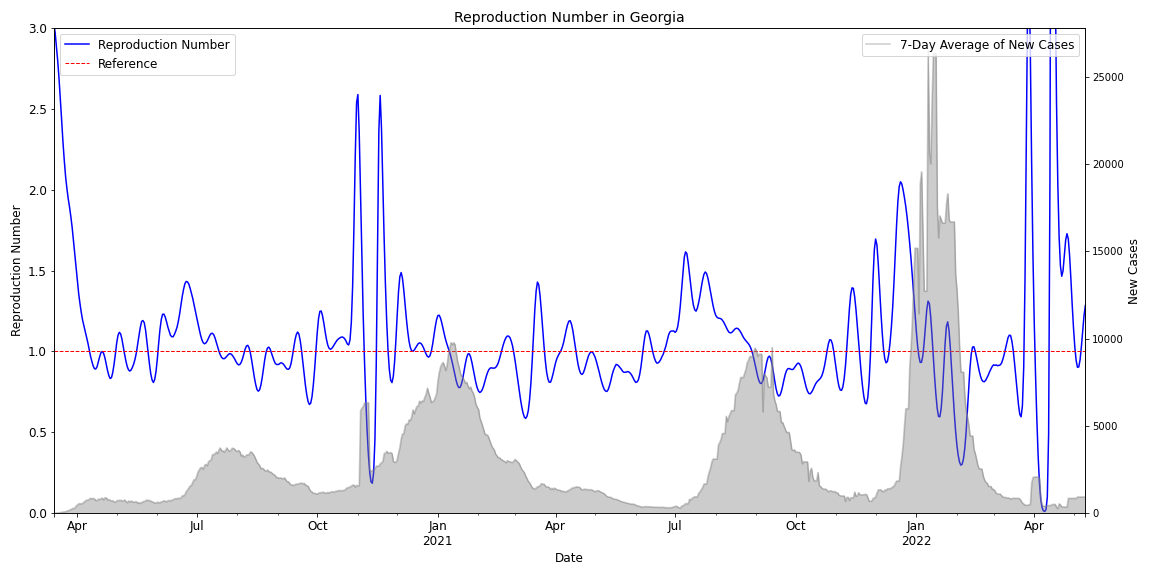 Reproduction Number in Georgia
Reproduction Number
Reference
7-Day Average of New Cases
3.0
2.5
2.0
1.5
1.0
0.5
0.0
Reproduction Number
25000
20000
15000
10000
5000
0
New Cases
Apr
Jul
Oct
Jan
2021
Apr
Jul
Oct
Jan
2022
Apr
Date